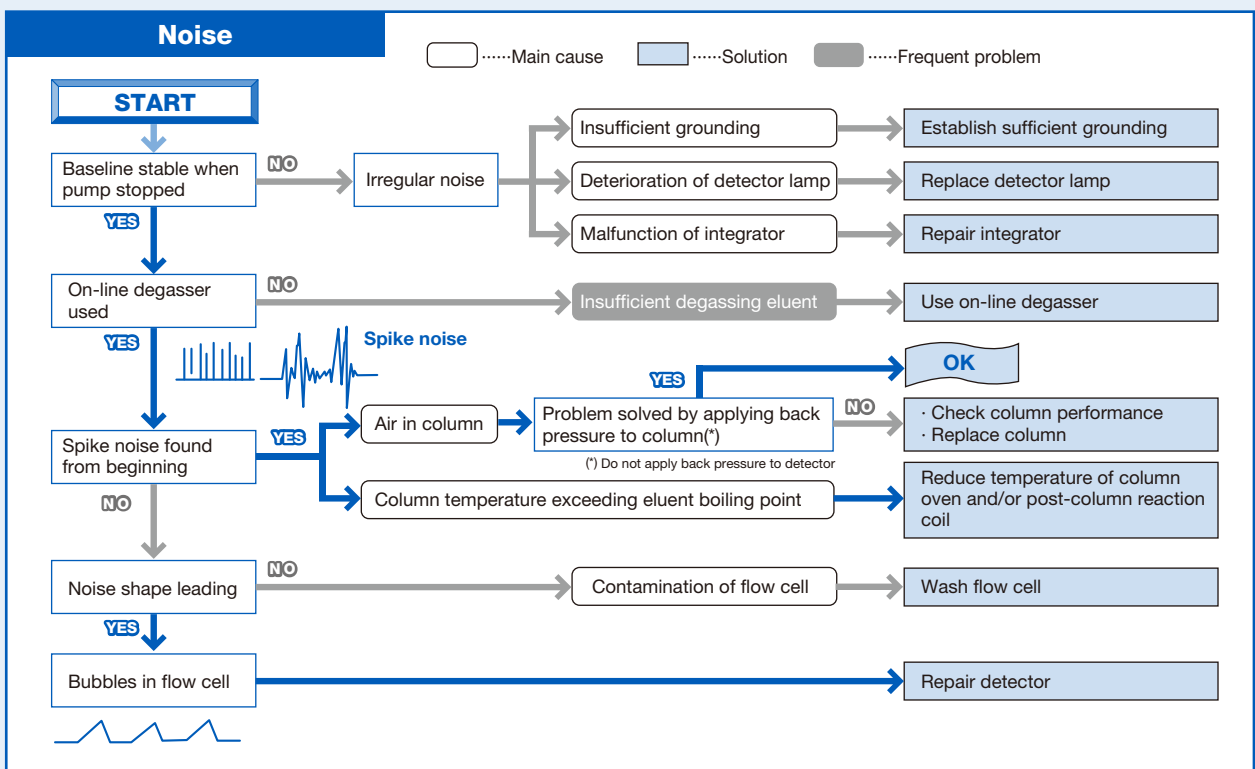 Noise
······Main cause
······Solution
······Frequent problem
START
Baseline stable when
pump stopped
NO
Irregular noise
Insufficient grounding
Establish sufficient grounding
Deterioration of detector lamp
Replace detector lamp
Malfunction of integrator
Repair integrator
YES
On-line degasser
used
NO
Insufficient degassing eluent
Use on-line degasser
YES
Spike noise
Spike noise found
from beginning
YES
Air in column
Problem solved by applying back
pressure to column(*)
(*) Do not apply back pressure to detector
YES
OK
NO
· Check column performance
· Replace column
Column temperature exceeding eluent boiling point
Reduce temperature of column
oven and/or post-column reaction
coil
NO
Noise shape leading
NO
Contamination of flow cell
Wash flow cell
YES
Bubbles in flow cell
Repair detector